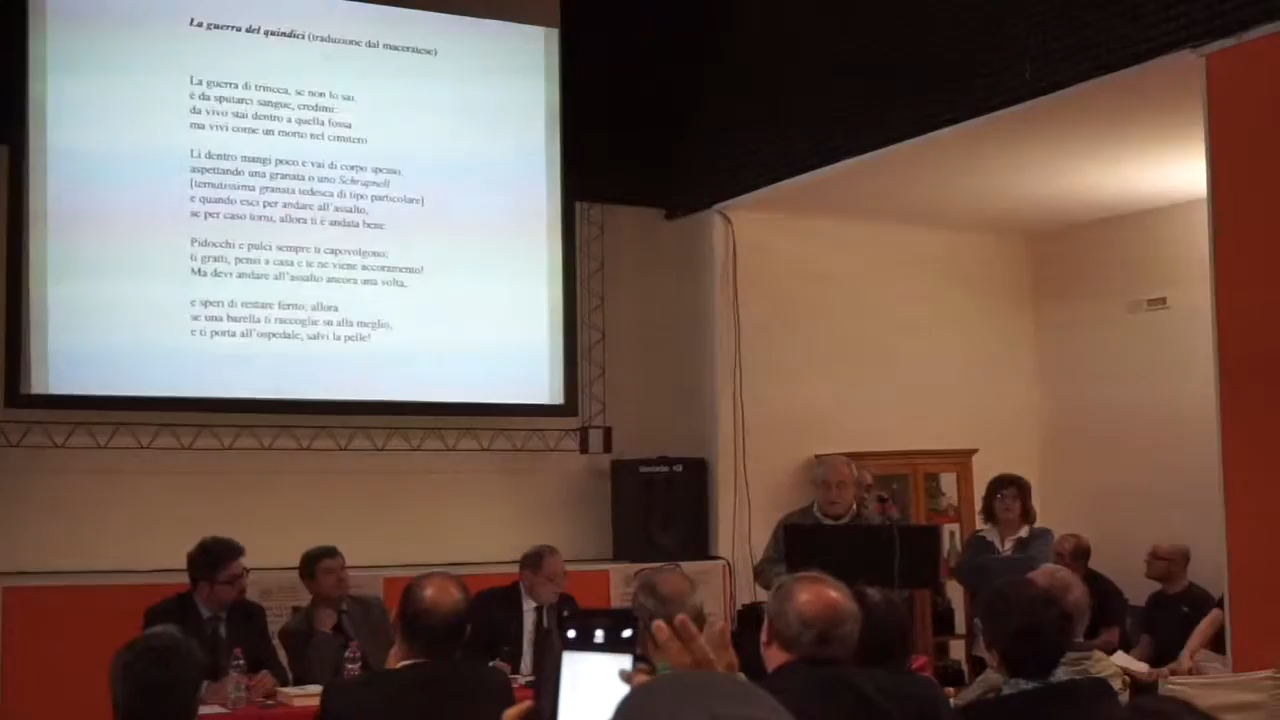 La guerra del quindici (traduzione dal maceratese)
La guerra di trincea, se non lo sai,
è da sputarci sangue, credimi:
da vivo stai dentro a quella fossa
ma vivi come un morto nel cimitero
Lì dentro mangi poco e vai di corpo spesso,
aspettando una granata o uno Schrapnell
[temutissima granata tedesca di tipo particolare]
e quando esci per andare all'assalto,
se per caso torni, allora ti è andata bene.
Pidocchi e pulci sempre ti capovolgono;
ti gratti, pensi a casa e te ne viene accoramento!
Ma devi andare all'assalto ancora una volta,
e speri di restare ferito; allora
se una barella ti raccoglie su alla meglio,
e ti porta all'ospedale, salvi la pelle!